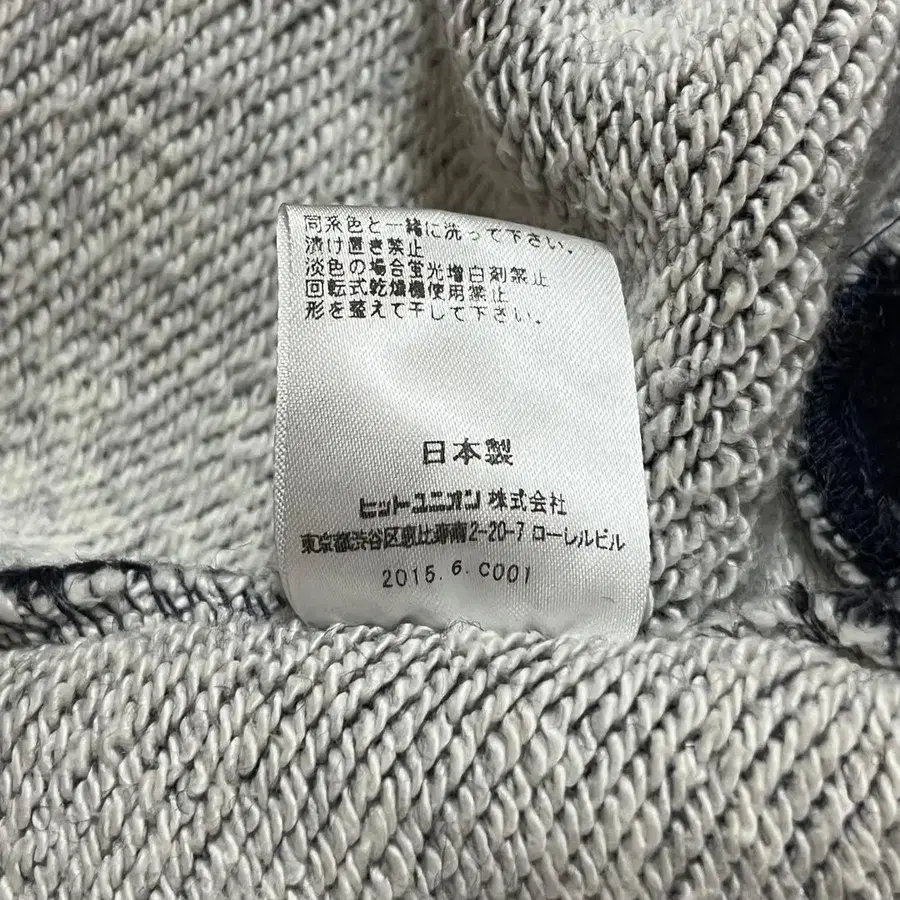 同系色と一緒に洗って下さい。
漬け置き禁止
淡色の場合蛍光増白剤禁止
回転式乾燥機使用禁止
形を整えて干して下さい。
日本製
ヒットユニオン株式会社
東京都渋谷区恵比寿南2-20-7 ローレルビル
2015.6.C001